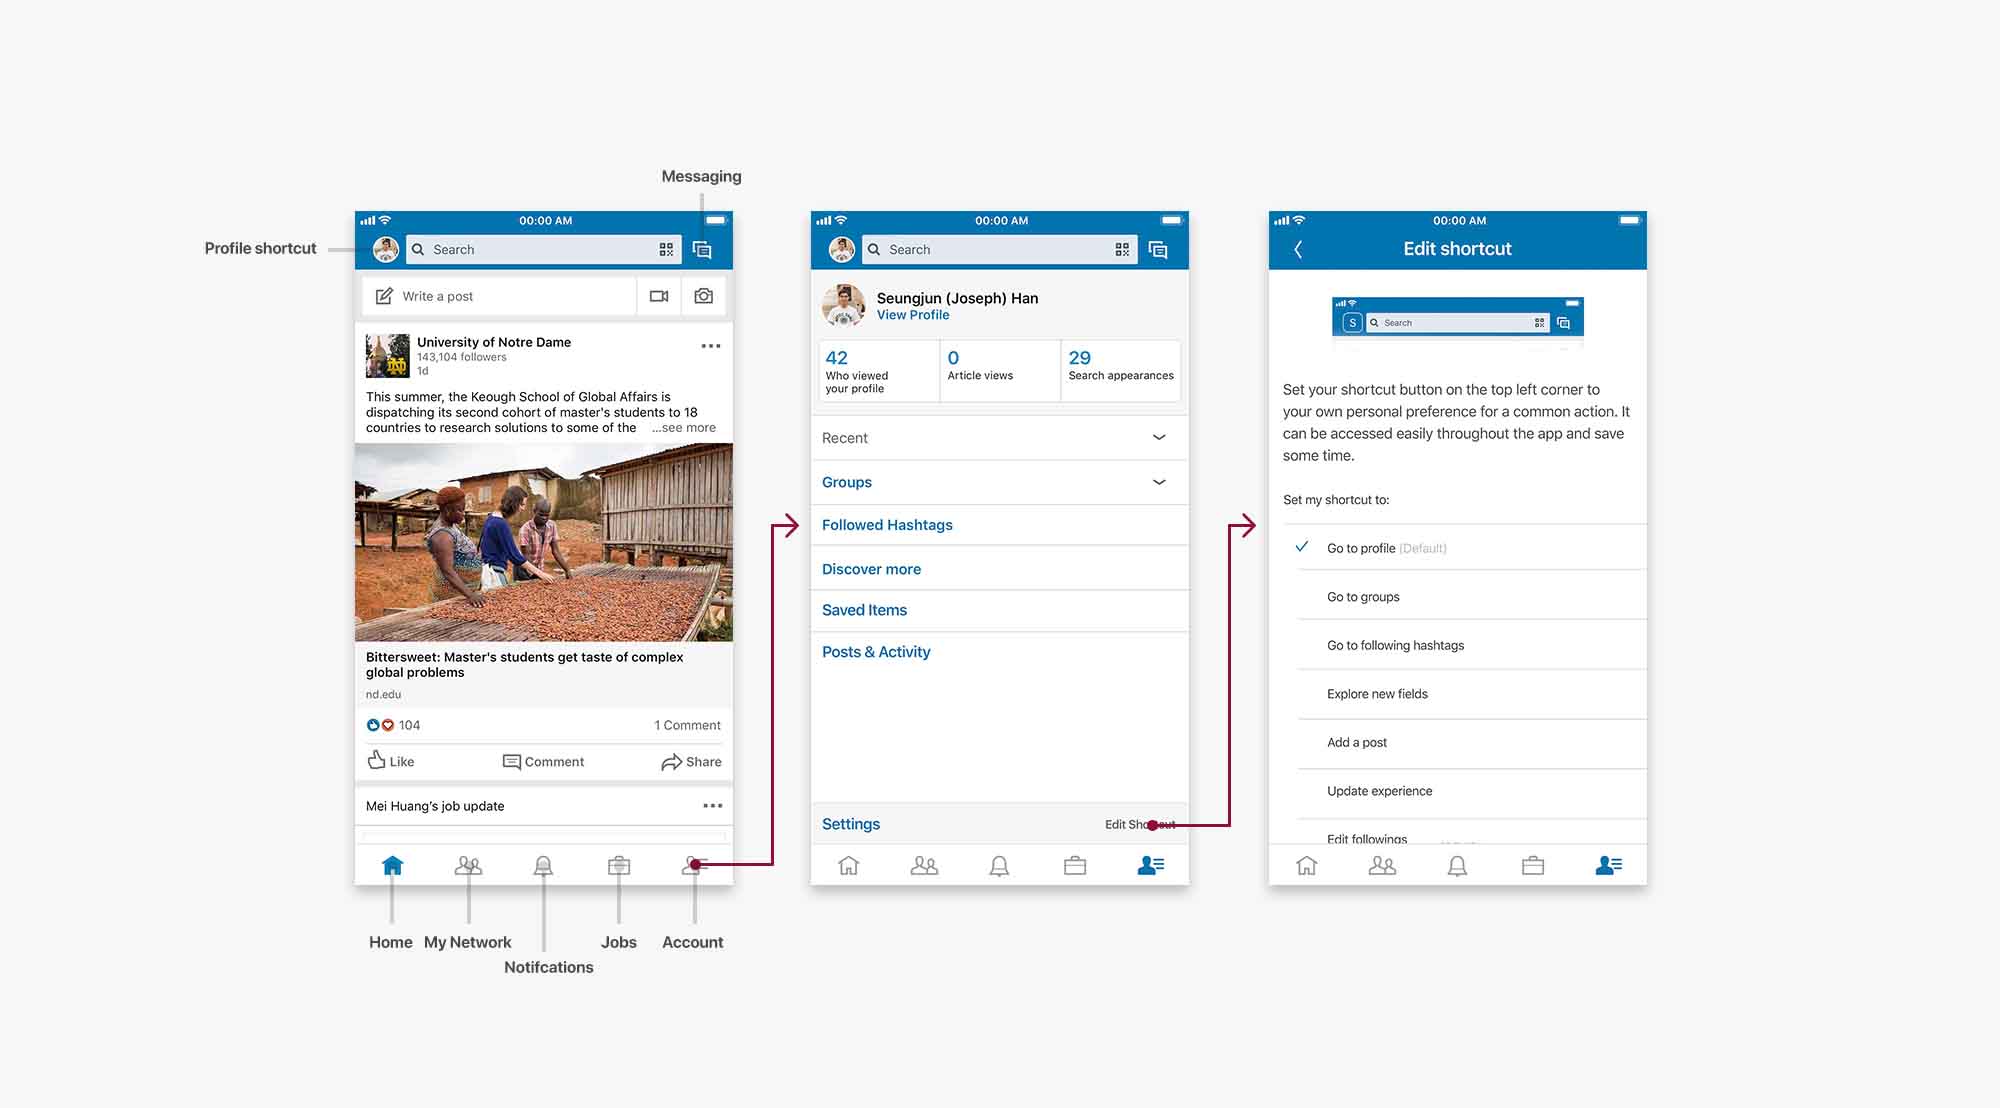 Messaging
Profile shortcut
00:00 AM
Search
Write a post
University of Notre Dame
143,104 followers
1d
This summer, the Keough School of Global Affairs is
dispatching its second cohort of master's students to 18
countries to research solutions to some of the ...see more
Bittersweet: Master's students get taste of complex
global problems
nd.edu
104 1 Comment
Like Comment Share
Mei Huang's job update
Home My Network Jobs Account
Notifcations
00:00 AM
Search
Seungjun (Joseph) Han
View Profile
42 0 29
Who viewed
your profile
Article views
Search appearances
Recent
Groups
Followed Hashtags
Discover more
Saved Items
Posts & Activity
Settings Edit Shortcut
00:00 AM
Edit shortcut
S Search
Set your shortcut button on the top left corner to
your own personal preference for a common action. It
can be accessed easily throughout the app and save
some time.
Set my shortcut to:
Go to profile (Default)
Go to groups
Go to following hashtags
Explore new fields
Add a post
Update experience
Edit followings